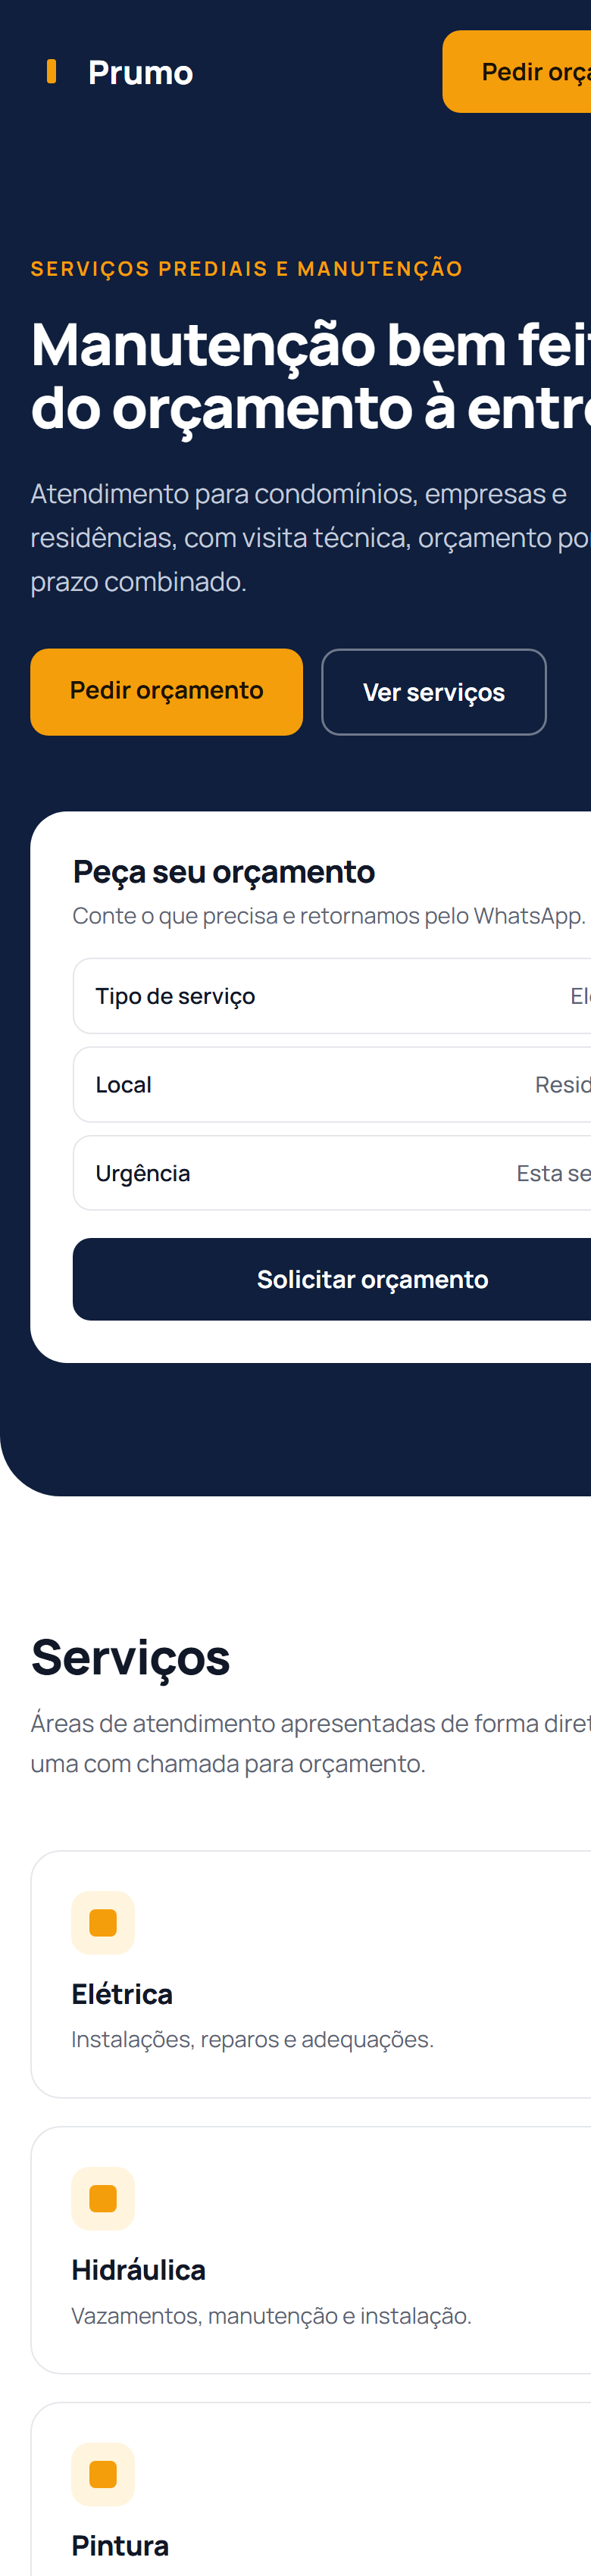 Prumo
Pedir orça
SERVIÇOS PREDIAIS E MANUTENÇÃO
Manutenção bem fei
do orçamento à entr
Atendimento para condomínios, empresas e
residências, com visita técnica, orçamento po
prazo combinado.
Pedir orçamento
Ver serviços
Peça seu orçamento
Conte o que precisa e retornamos pelo WhatsApp.
Tipo de serviço
El
Local
Resid
Urgência
Esta se
Solicitar orçamento
Serviços
Áreas de atendimento apresentadas de forma diret
uma com chamada para orçamento.
Elétrica
Instalações, reparos e adequações.
Hidráulica
Vazamentos, manutenção e instalação.
Pintura